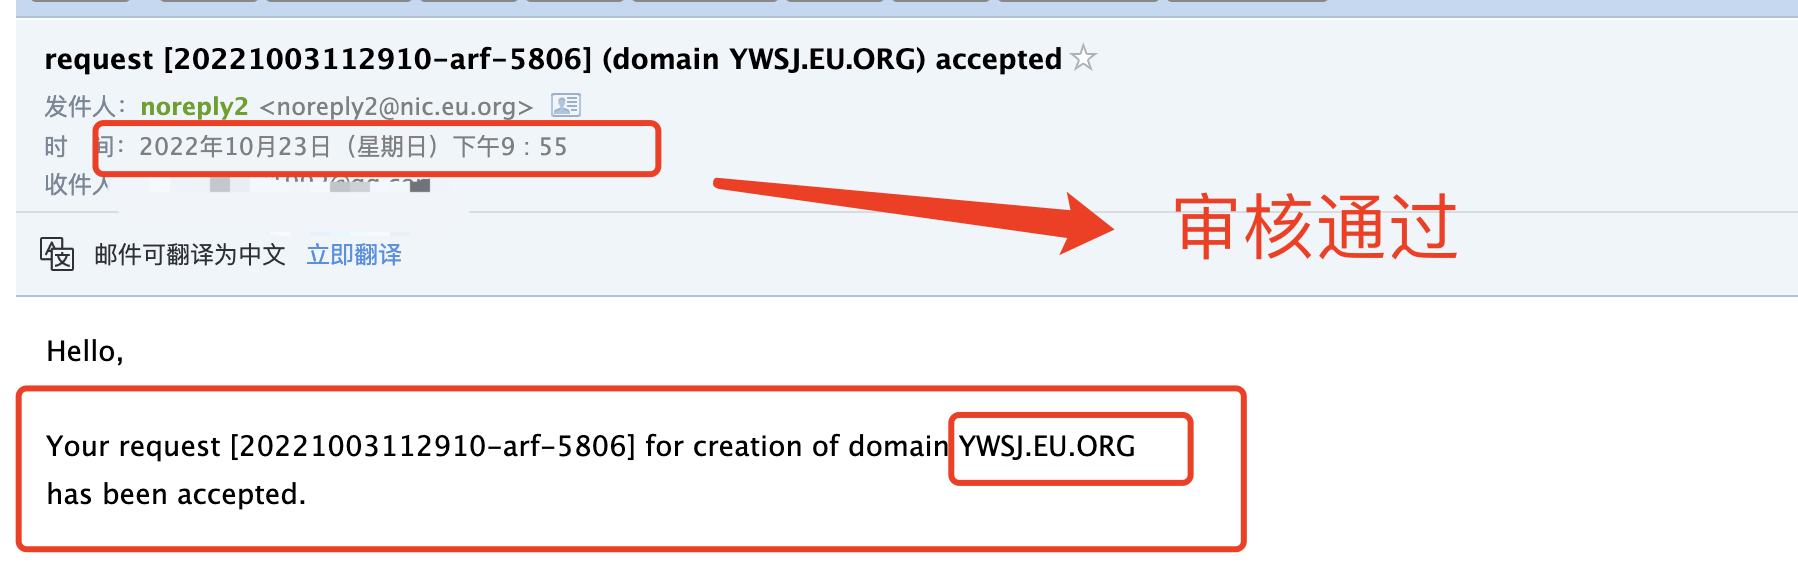 request [20221003112910-arf-5806] (domain YWSJ.EU.ORG) accepted
发件人： noreply2 <noreply2@nic.eu.org>
时 间： 2022年10月23日（星期日）下午9：55
收件人
审核通过
邮件可翻译为中文 立即翻译
Hello,
Your request [20221003112910-arf-5806] for creation of domain YWSJ.EU.ORG
has been accepted.